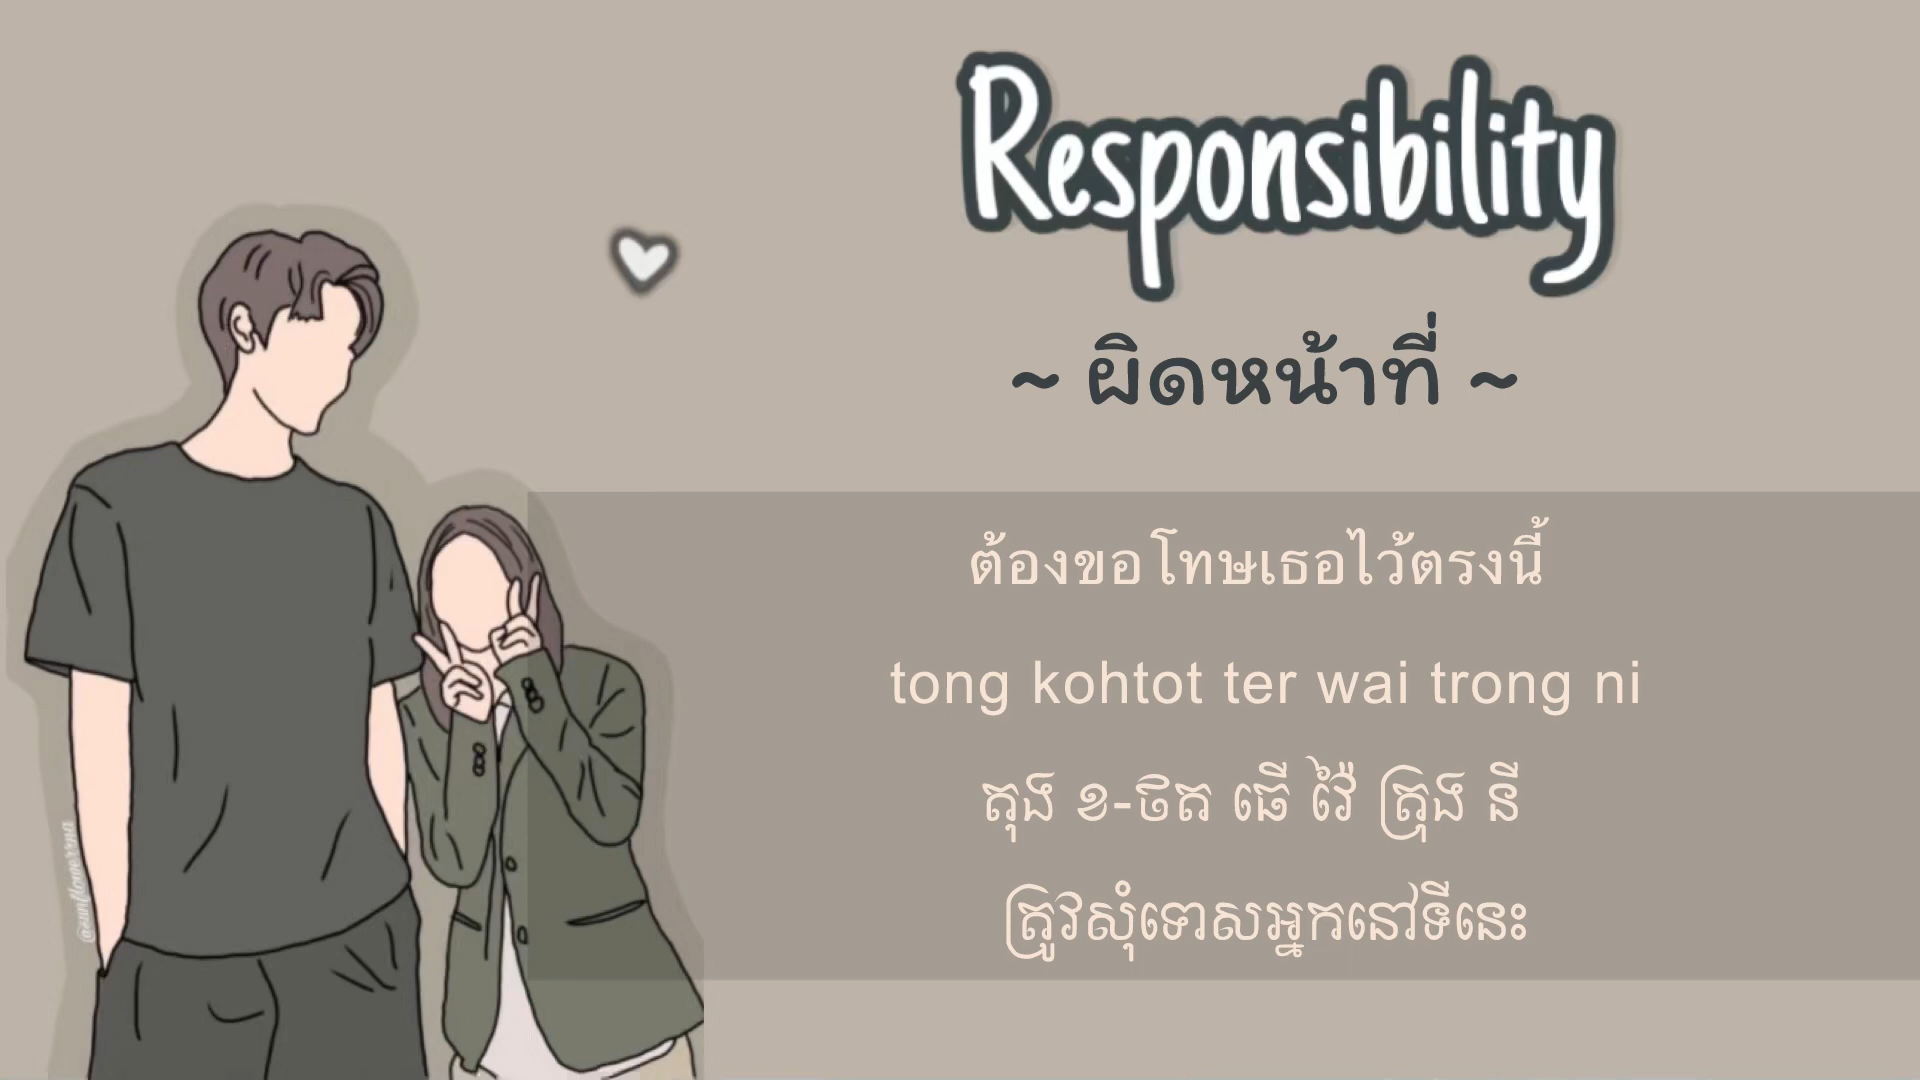 Responsibility
~ ผิดหน้าที่ ~
ต้องขอโทษเธอไว้ตรงนี้
tong kohtot ter wai trong ni
តុង ខ-ថិត ធើ វ៉ៃ ត្រុង នី
ត្រូវសុំទោសអ្នកនៅទីនេះ
@sunflowerrna